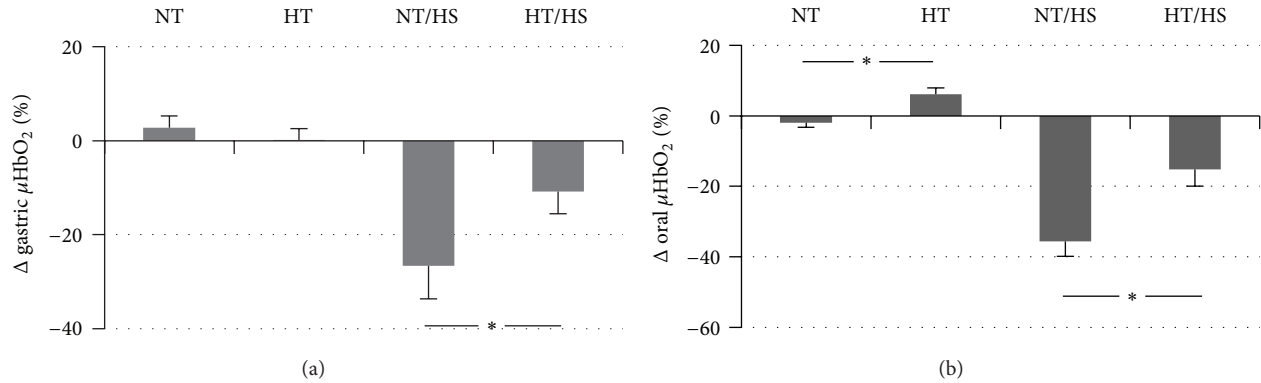 NT HT NT/HS HT/HS
20
0
−20
−40
Δ gastric μHbO₂ (%)
*
(a)
NT HT NT/HS HT/HS
20
0
−20
−40
−60
Δ oral μHbO₂ (%)
*
*
(b)